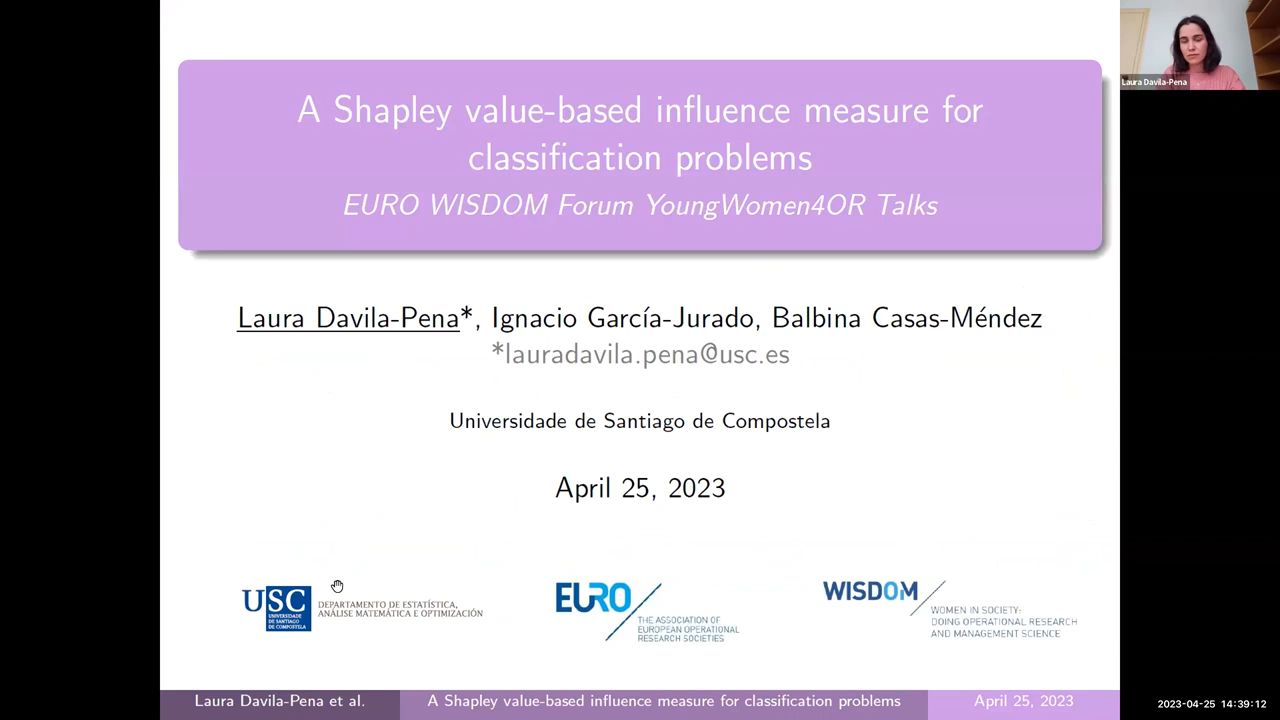 A Shapley value-based influence measure for
classification problems
EURO WISDOM Forum YoungWomen4OR Talks
Laura Davila-Pena
Laura Davila-Pena*, Ignacio García-Jurado, Balbina Casas-Méndez
*lauradavila.pena@usc.es
Universidade de Santiago de Compostela
April 25, 2023
USC
UNIVERSIDADE
DE SANTIAGO
DE COMPOSTELA
DEPARTAMENTO DE ESTATÍSTICA,
ANÁLISE MATEMÁTICA E OPTIMIZACIÓN
EURO
THE ASSOCIATION OF
EUROPEAN OPERATIONAL
RESEARCH SOCIETIES
WISDOM
WOMEN IN SOCIETY:
DOING OPERATIONAL RESEARCH
AND MANAGEMENT SCIENCE
Laura Davila-Pena et al.
A Shapley value-based influence measure for classification problems
April 25, 2023
2023-04-25 14:39:12